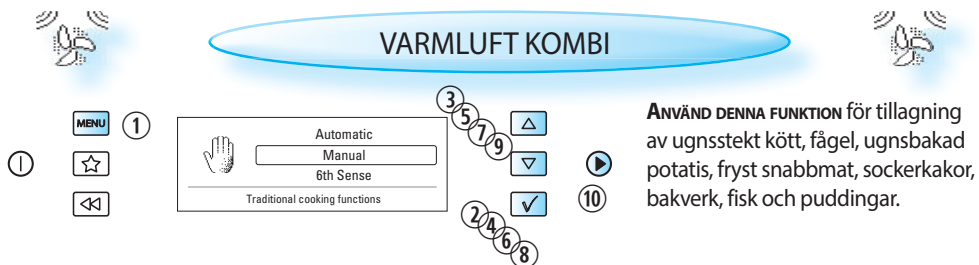 VARMLUFT KOMBI
MENU
①
Automatic
Manual
6th Sense
Traditional cooking functions
③
⑤
⑦
⑨
②
④
⑥
⑧
⑩
ANVÄND DENNA FUNKTION för tillagning
av ugnsstekt kött, fågel, ugnsbakad
potatis, fryst snabbmat, sockerkakor,
bakverk, fisk och puddingar.